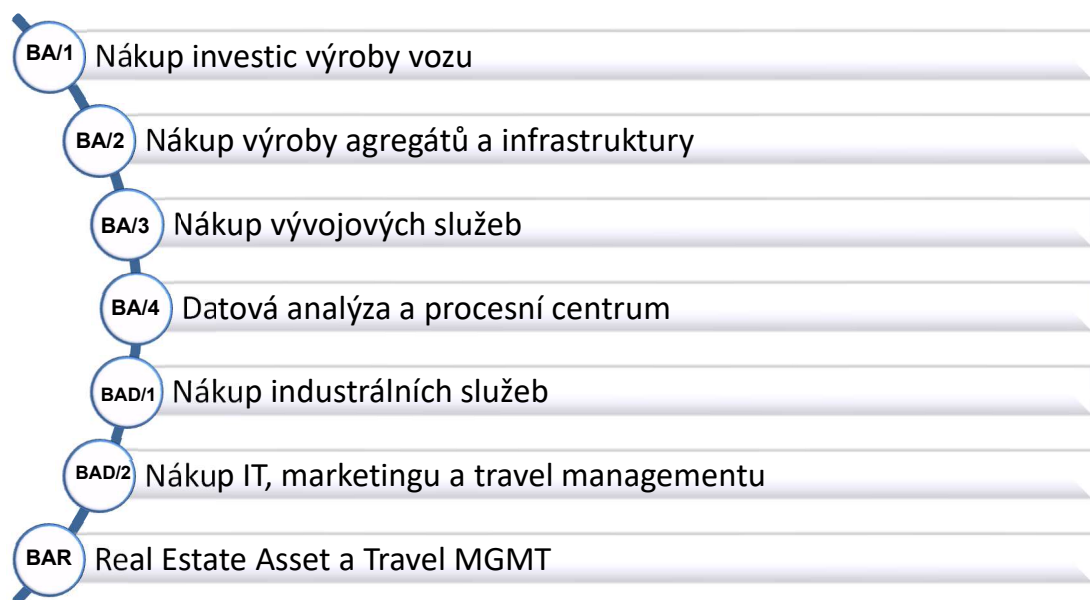 BA/1 Nákup investic výroby vozu
BA/2 Nákup výroby agregátů a infrastruktury
BA/3 Nákup vývojových služeb
BA/4 Datová analýza a procesní centrum
BAD/1 Nákup industrálních služeb
BAD/2 Nákup IT, marketingu a travel managementu
BAR Real Estate Asset a Travel MGMT